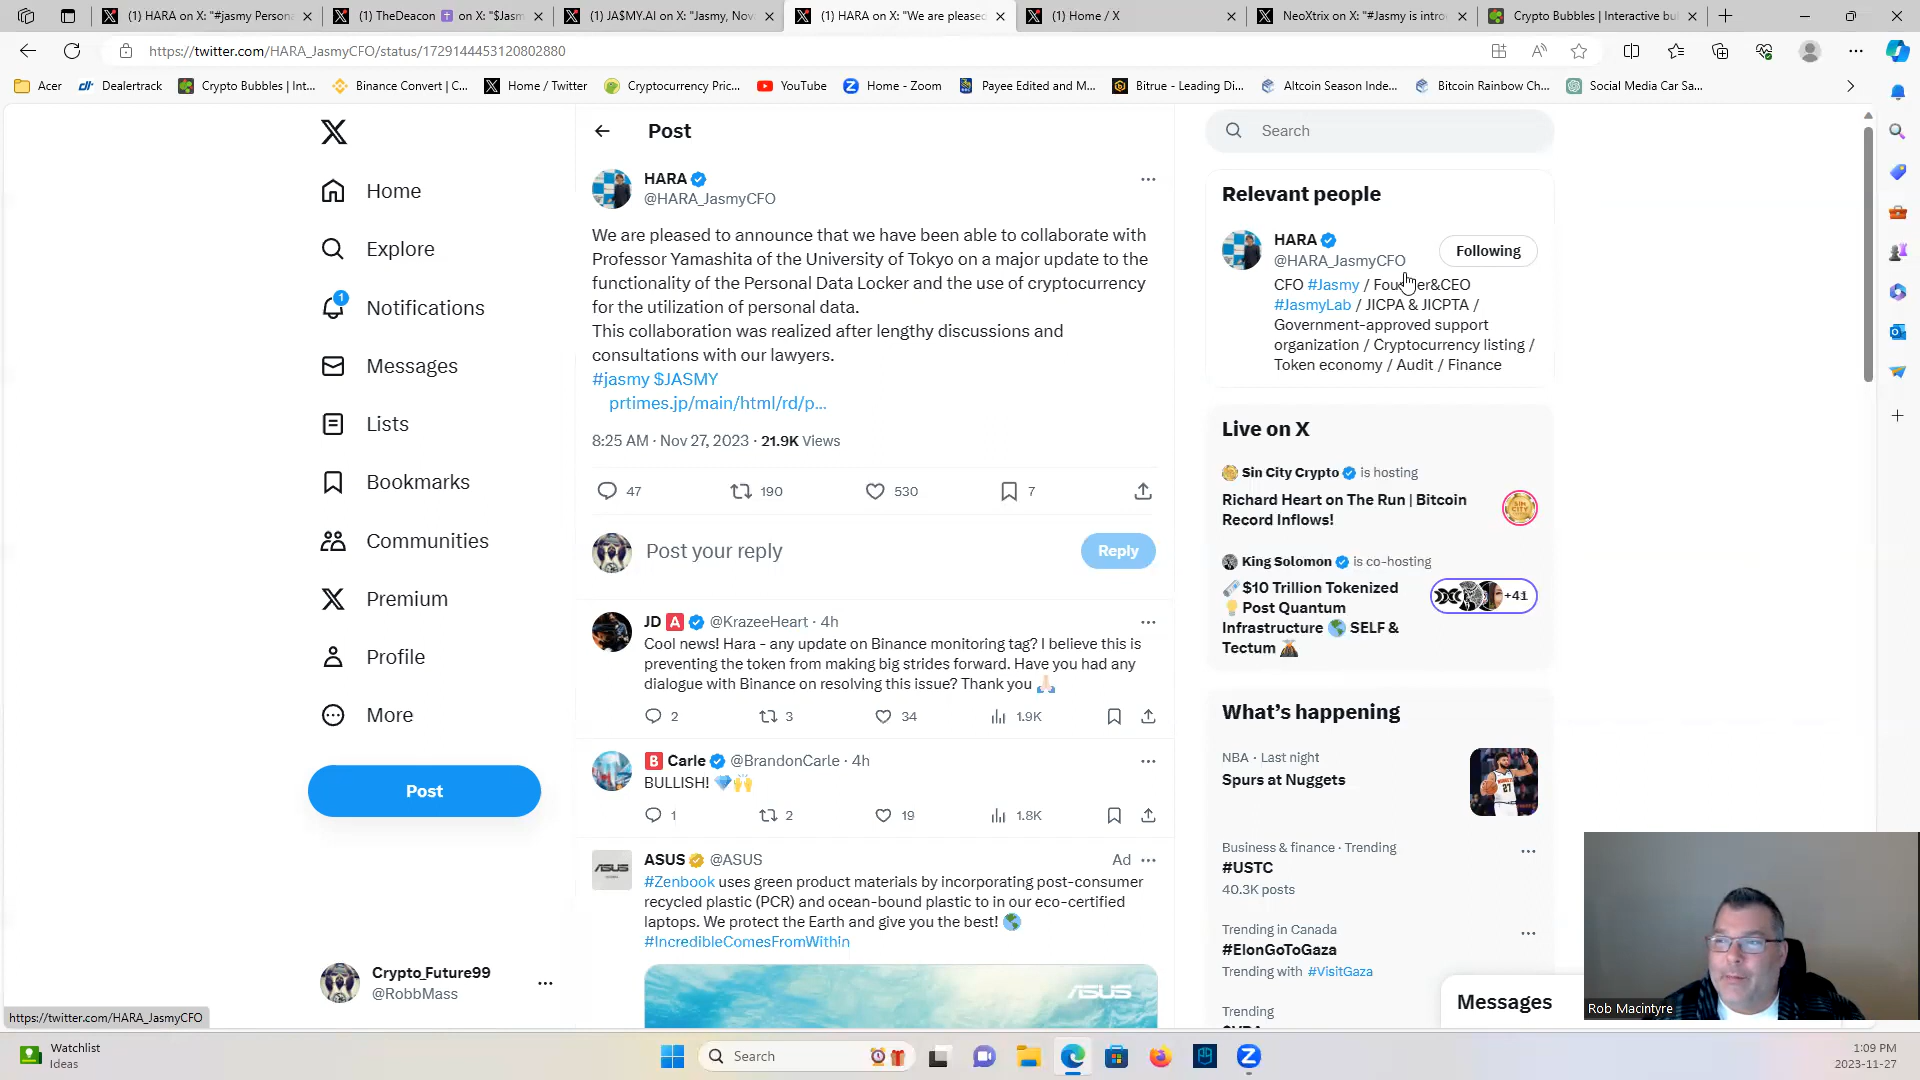 (1) HARA on X: "#jasmy Persona
(1) TheDeacon ✝️ on X: "$Jasm
(1) JA$MY.AI on X: "Jasmy, Nov
(1) HARA on X: "We are please
(1) Home / X
NeoXtrix on X: "#Jasmy is intro
Crypto Bubbles | Interactive bu
https://twitter.com/HARA_JasmyCFO/status/1729144453120802880
Acer
Dealertrack
Crypto Bubbles | Int...
Binance Convert | C...
Home / Twitter
Cryptocurrency Pric...
YouTube
Home - Zoom
Payee Edited and M...
Bitrue - Leading Di...
Altcoin Season Inde...
Bitcoin Rainbow Ch...
Social Media Car Sa...
Home
Explore
1
Notifications
Messages
Lists
Bookmarks
Communities
Premium
Profile
More
Post
Crypto_Future99
@RobbMass
Post
HARA
@HARA_JasmyCFO
We are pleased to announce that we have been able to collaborate with
Professor Yamashita of the University of Tokyo on a major update to the
functionality of the Personal Data Locker and the use of cryptocurrency
for the utilization of personal data.
This collaboration was realized after lengthy discussions and
consultations with our lawyers.
#jasmy $JASMY
prtimes.jp/main/html/rd/p...
8:25 AM · Nov 27, 2023 · 21.9K Views
47
190
530
7
Post your reply
Reply
JD 🅰️ @KrazeeHeart · 4h
Cool news! Hara - any update on Binance monitoring tag? I believe this is
preventing the token from making big strides forward. Have you had any
dialogue with Binance on resolving this issue? Thank you 🙏🏻
2
3
34
1.9K
🅱️ Carle @BrandonCarle · 4h
BULLISH! 💎🙌
1
2
19
1.8K
ASUS @ASUS
Ad
#Zenbook uses green product materials by incorporating post-consumer
recycled plastic (PCR) and ocean-bound plastic to in our eco-certified
laptops. We protect the Earth and give you the best! 🌎
#IncredibleComesFromWithin
ASUS
Search
Relevant people
HARA
@HARA_JasmyCFO
Following
CFO #Jasmy / Founder&CEO
#JasmyLab / JICPA & JICPTA /
Government-approved support
organization / Cryptocurrency listing /
Token economy / Audit / Finance
Live on X
Sin City Crypto is hosting
Richard Heart on The Run | Bitcoin
Record Inflows!
King Solomon is co-hosting
$10 Trillion Tokenized
💡Post Quantum
Infrastructure 🌎 SELF &
Tectum 🌋
+41
What's happening
NBA · Last night
Spurs at Nuggets
Business & finance · Trending
#USTC
40.3K posts
Trending in Canada
#ElonGoToGaza
Trending with #VisitGaza
Trending
Messages
Rob Macintyre
https://twitter.com/HARA_JasmyCFO
Watchlist
Ideas
Search
1:09 PM
2023-11-27